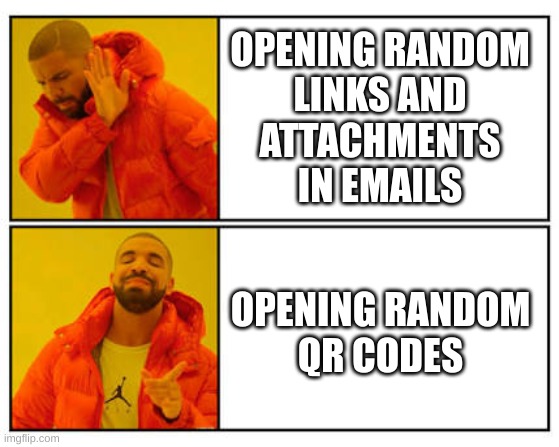 OPENING RANDOM
LINKS AND
ATTACHMENTS
IN EMAILS
OPENING RANDOM
QR CODES
imgflip.com